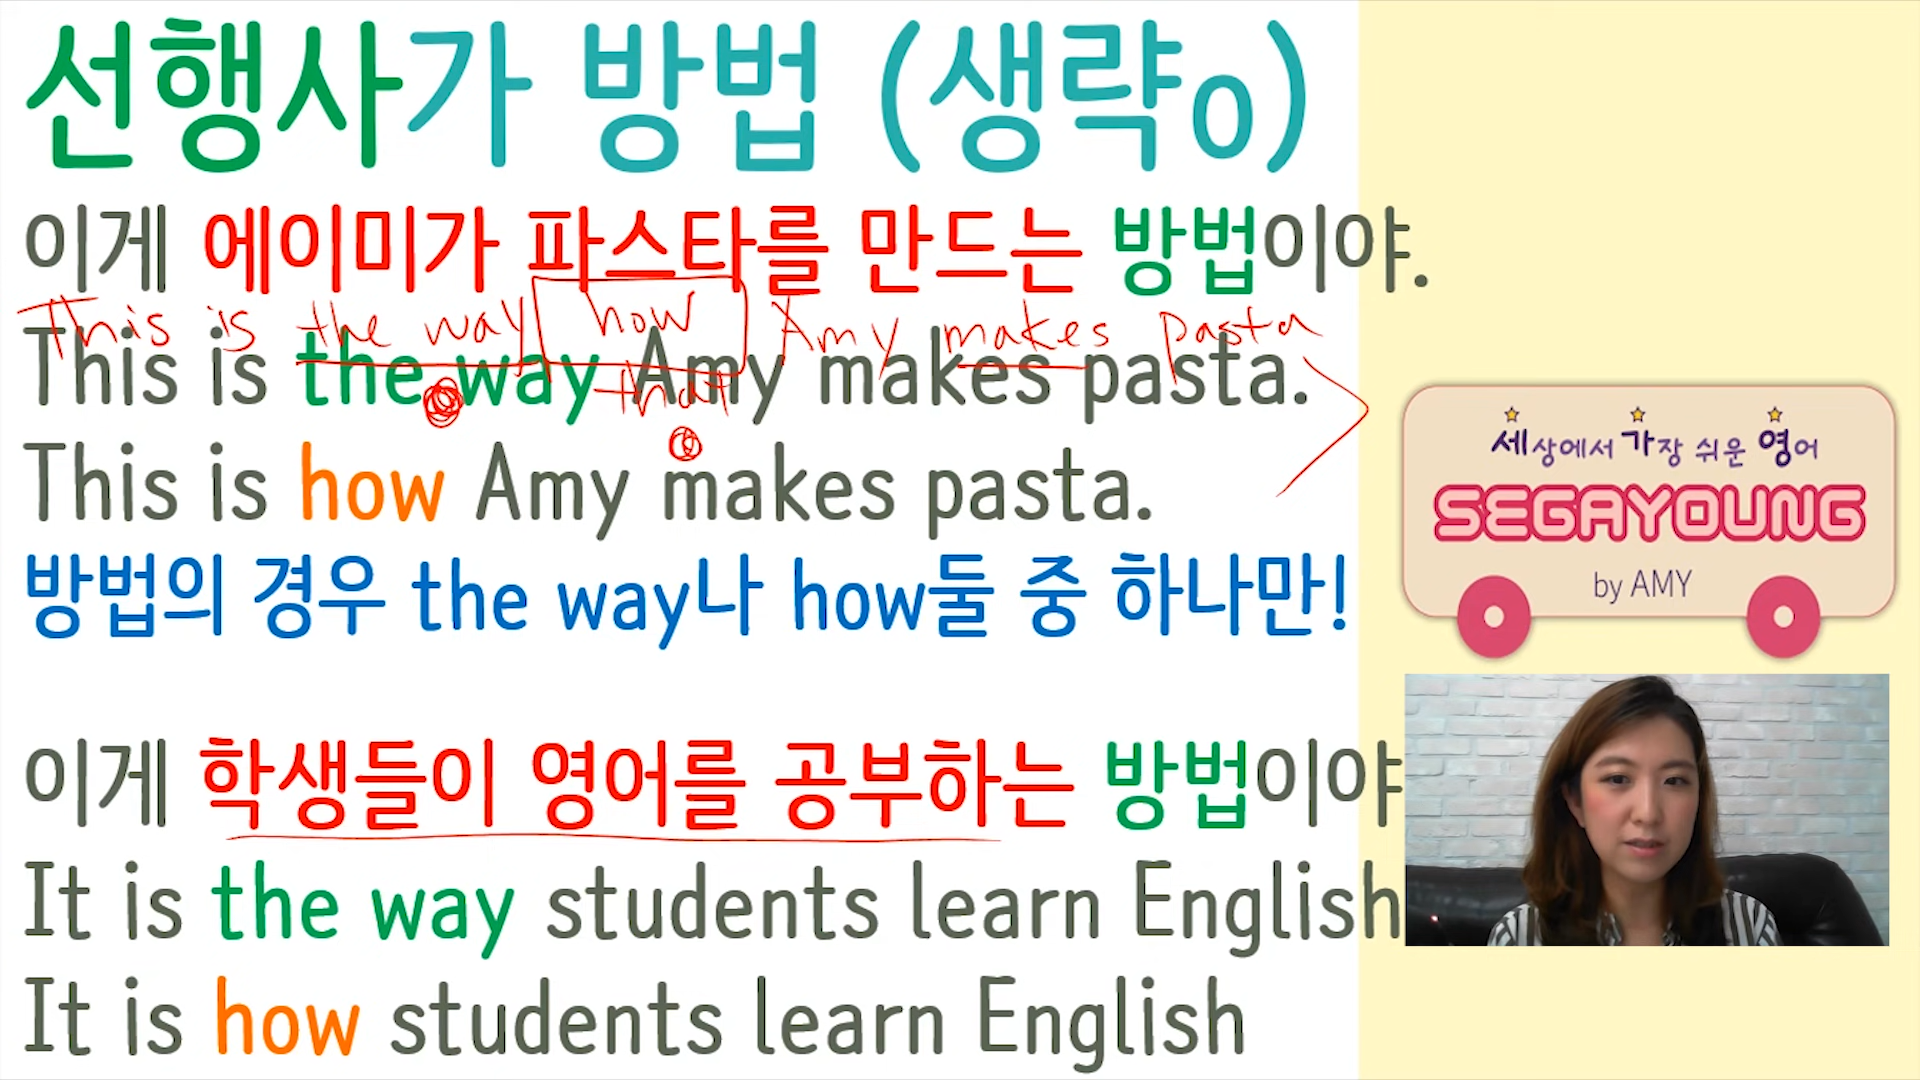 선행사가 방법 (생략o)
이게 에이미가 파스타를 만드는 방법이야.
This is the way how Amy makes pasta
This is the way Amy makes pasta.
that
This is how Amy makes pasta.
방법의 경우 the way나 how둘 중 하나만!
이게 학생들이 영어를 공부하는 방법이야
It is the way students learn English
It is how students learn English
세상에서 가장 쉬운 영어
SEGAYOUNG
by AMY